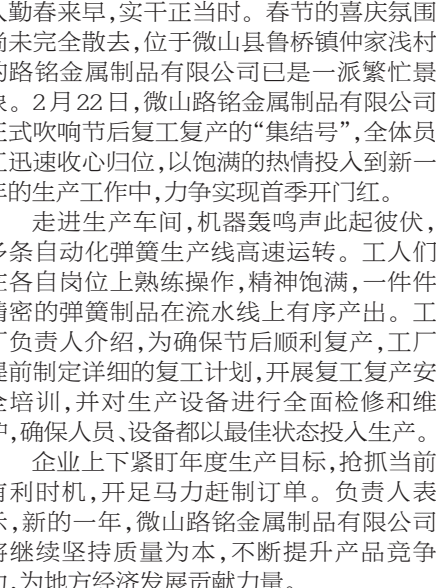 人勤春来早,实干正当时。春节的喜庆氛围
尚未完全散去,位于微山县鲁桥镇仲家浅村
的路铭金属制品有限公司已是一派繁忙景
象。2月22日,微山路铭金属制品有限公司
正式吹响节后复工复产的“集结号”,全体员
工迅速收心归位,以饱满的热情投入到新一
年的生产工作中,力争实现首季开门红。
走进生产车间,机器轰鸣声此起彼伏,
多条自动化弹簧生产线高速运转。工人们
在各自岗位上熟练操作,精神饱满,一件件
精密的弹簧制品在流水线上有序产出。工
厂负责人介绍,为确保节后顺利复产,工厂
提前制定详细的复工计划,开展复工复产安
全培训,并对生产设备进行全面检修和维
护,确保人员、设备都以最佳状态投入生产。
企业上下紧盯年度生产目标,抢抓当前
有利时机,开足马力赶制订单。负责人表
示,新的一年,微山路铭金属制品有限公司
将继续坚持质量为本,不断提升产品竞争
力,为地方经济发展贡献力量。